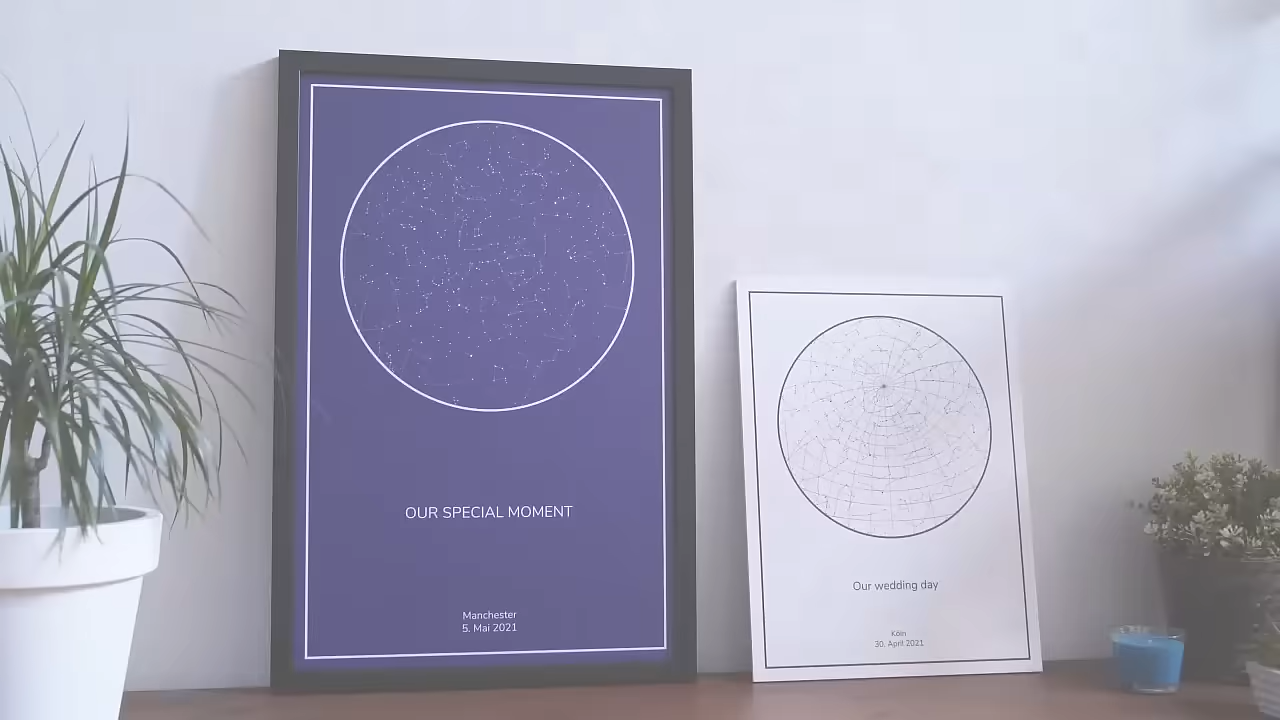 OUR SPECIAL MOMENT
Manchester
5. Mai 2021
Our wedding day
Köln
30. April 2021